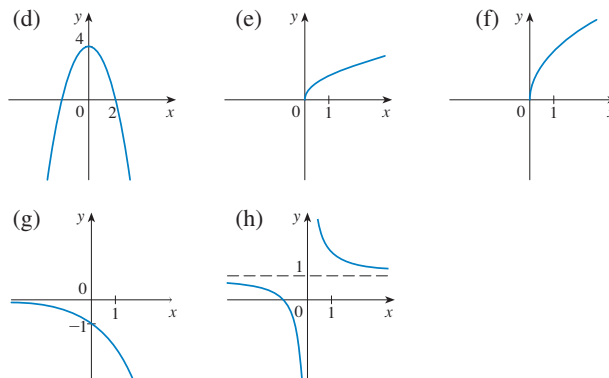 (d) y 4 0 2 x
(e) y 0 1 x
(f) y 0 1 x
(g) y 0 1 x −1
(h) y 1 0 1 x